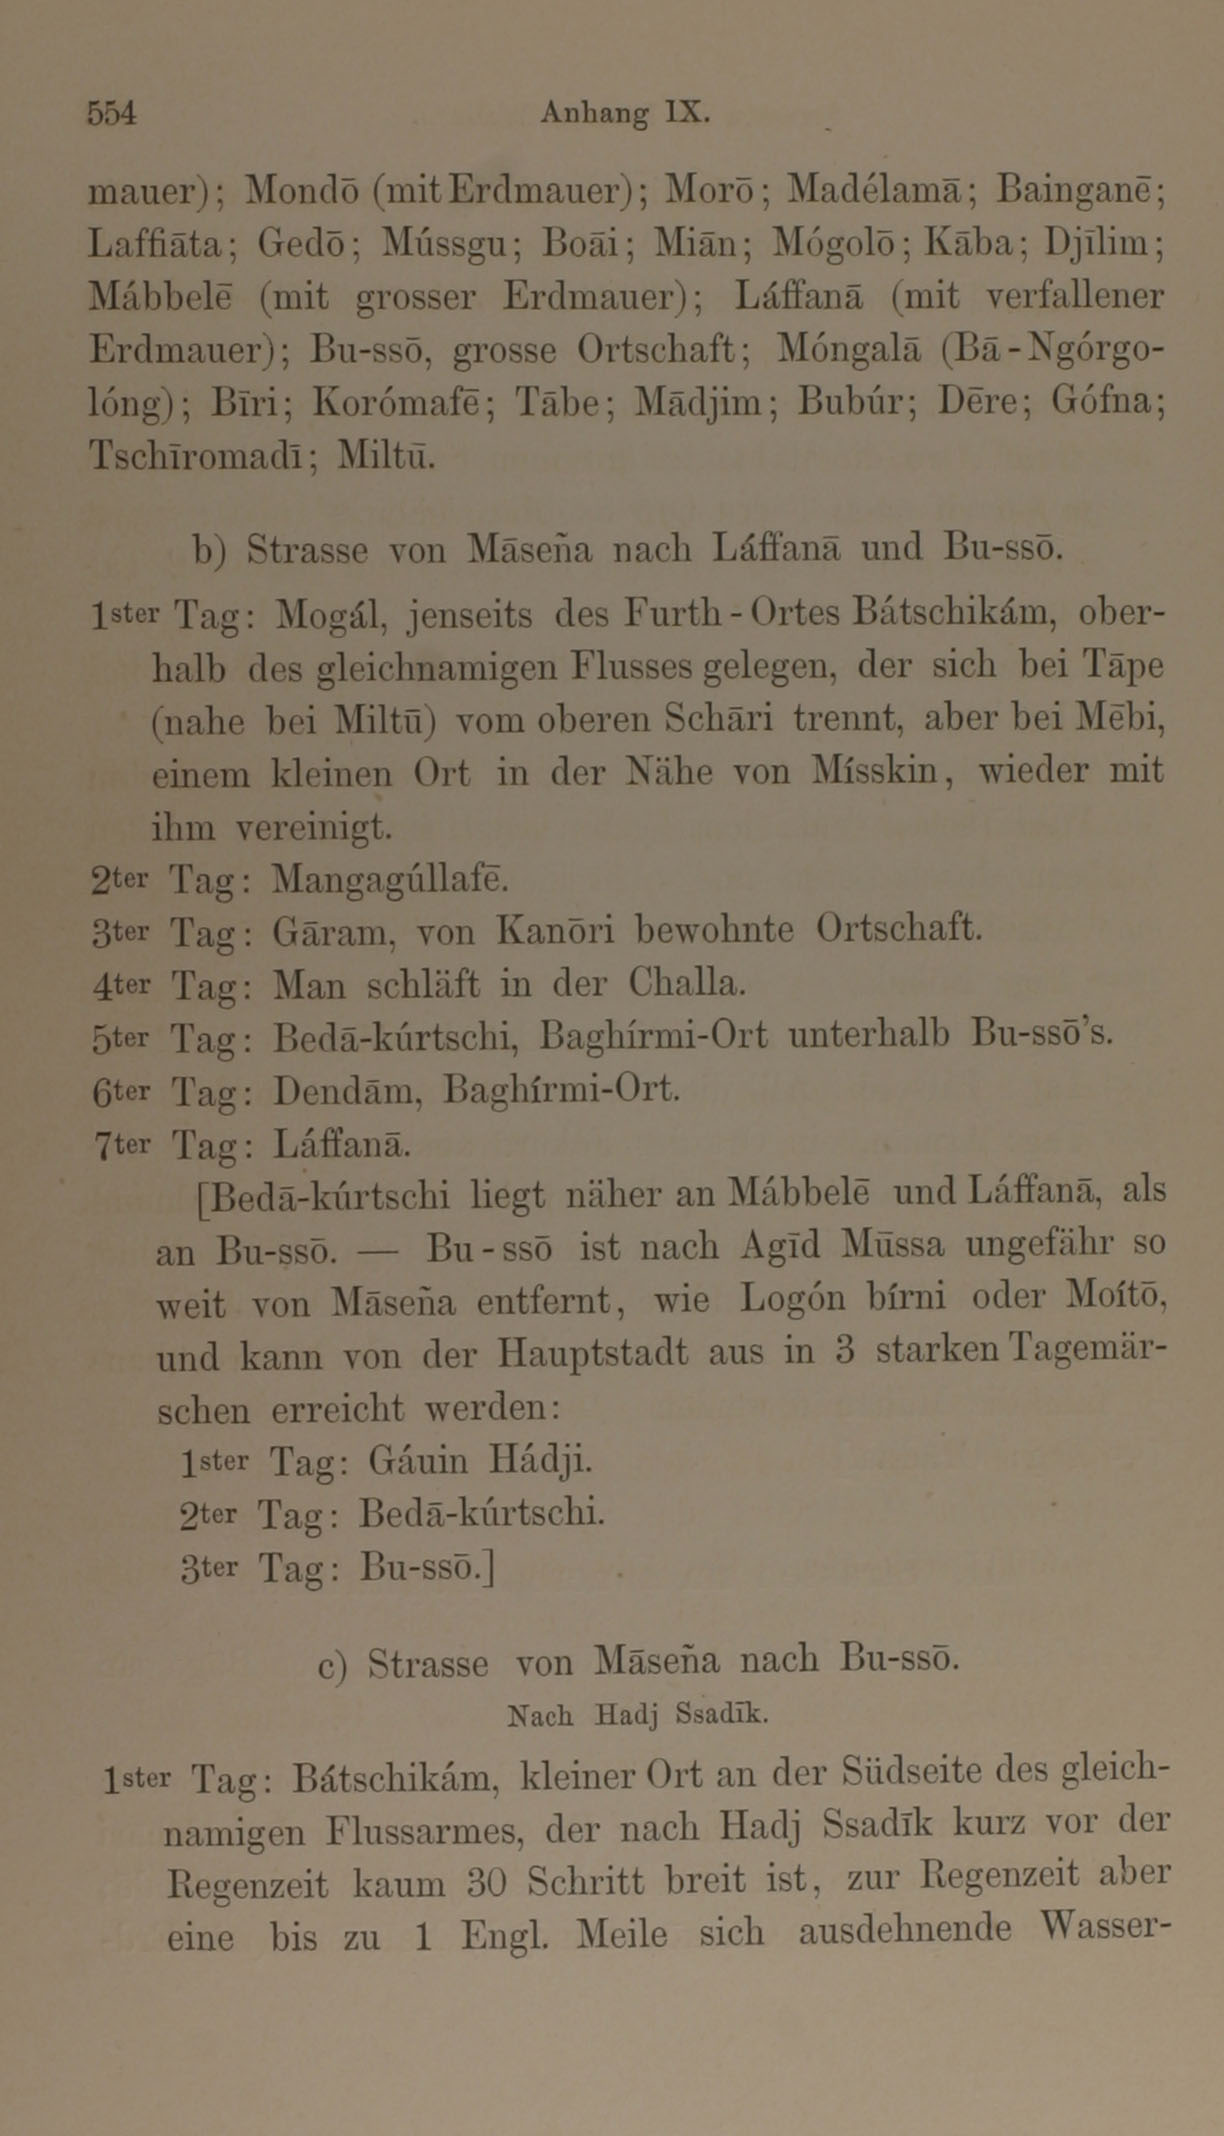 554 Anhang IX.
mauer); Mondō (mit Erdmauer); Morō; Madélamā; Bainganē;
Laffiāta; Gedō; Mússgu; Boāi; Miān; Mógolō; Kāba; Djīlim;
Mábbelē (mit grosser Erdmauer); Láffanā (mit verfallener
Erdmauer); Bu-ssō, grosse Ortschaft; Móngalā (Bā-Ngórgo-
lóng); Bīri; Korómafē; Tābe; Mādjim; Bubúr; Dēre; Gófna;
Tschīromadī; Miltū.
b) Strasse von Māseña nach Láffanā und Bu-ssō.
1ster Tag: Mogál, jenseits des Furth-Ortes Bátschikám, ober-
halb des gleichnamigen Flusses gelegen, der sich bei Tāpe
(nahe bei Miltū) vom oberen Schāri trennt, aber bei Mēbi,
einem kleinen Ort in der Nähe von Mísskin, wieder mit
ihm vereinigt.
2ter Tag: Mangagúllafē.
3ter Tag: Gāram, von Kanōri bewohnte Ortschaft.
4ter Tag: Man schläft in der Challa.
5ter Tag: Bedā-kúrtschi, Baghírmi-Ort unterhalb Bu-ssō's.
6ter Tag: Dendām, Baghírmi-Ort.
7ter Tag: Láffanā.
[Bedā-kúrtschi liegt näher an Mábbelē und Láffanā, als
an Bu-ssō. — Bu-ssō ist nach Agīd Mūssa ungefähr so
weit von Māseña entfernt, wie Logón bírni oder Moítō,
und kann von der Hauptstadt aus in 3 starken Tagemär-
schen erreicht werden:
1ster Tag: Gáuin Hádji.
2ter Tag: Bedā-kúrtschi.
3ter Tag: Bu-ssō.]
c) Strasse von Māseña nach Bu-ssō.
Nach Hadj Ssadīk.
1ster Tag: Bátschikám, kleiner Ort an der Südseite des gleich-
namigen Flussarmes, der nach Hadj Ssadīk kurz vor der
Regenzeit kaum 30 Schritt breit ist, zur Regenzeit aber
eine bis zu 1 Engl. Meile sich ausdehnende Wasser-